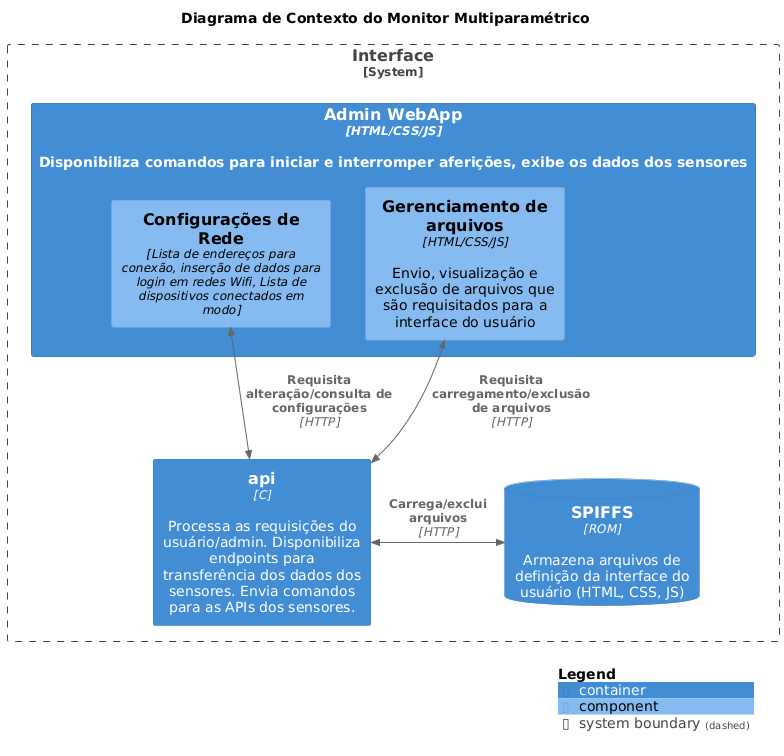 Diagrama de Contexto do Monitor Multiparamétrico
Interface
[System]
Admin WebApp
[HTML/CSS/JS]
Disponibiliza comandos para iniciar e interromper aferições, exibe os dados dos sensores
Configurações de
Rede
[Lista de endereços para
conexão, inserção de dados para
login em redes Wifi, Lista de
dispositivos conectados em
modo]
Gerenciamento de
arquivos
[HTML/CSS/JS]
Envio, visualização e
exclusão de arquivos que
são requisitados para a
interface do usuário
Requisita
alteração/consulta de
configurações
[HTTP]
Requisita
carregamento/exclusão
de arquivos
[HTTP]
api
[C]
Processa as requisições do
usuário/admin. Disponibiliza
endpoints para
transferência dos dados dos
sensores. Envia comandos
para as APIs dos sensores.
Carrega/exclui
arquivos
[HTTP]
SPIFFS
[ROM]
Armazena arquivos de
definição da interface do
usuário (HTML, CSS, JS)
Legend
container
component
system boundary (dashed)